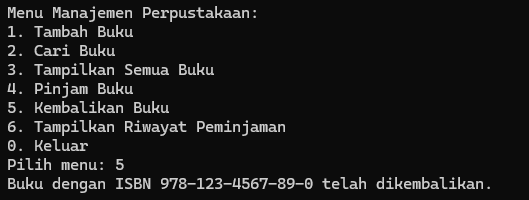 Menu Manajemen Perpustakaan:
1. Tambah Buku
2. Cari Buku
3. Tampilkan Semua Buku
4. Pinjam Buku
5. Kembalikan Buku
6. Tampilkan Riwayat Peminjaman
0. Keluar
Pilih menu: 5
Buku dengan ISBN 978-123-4567-89-0 telah dikembalikan.